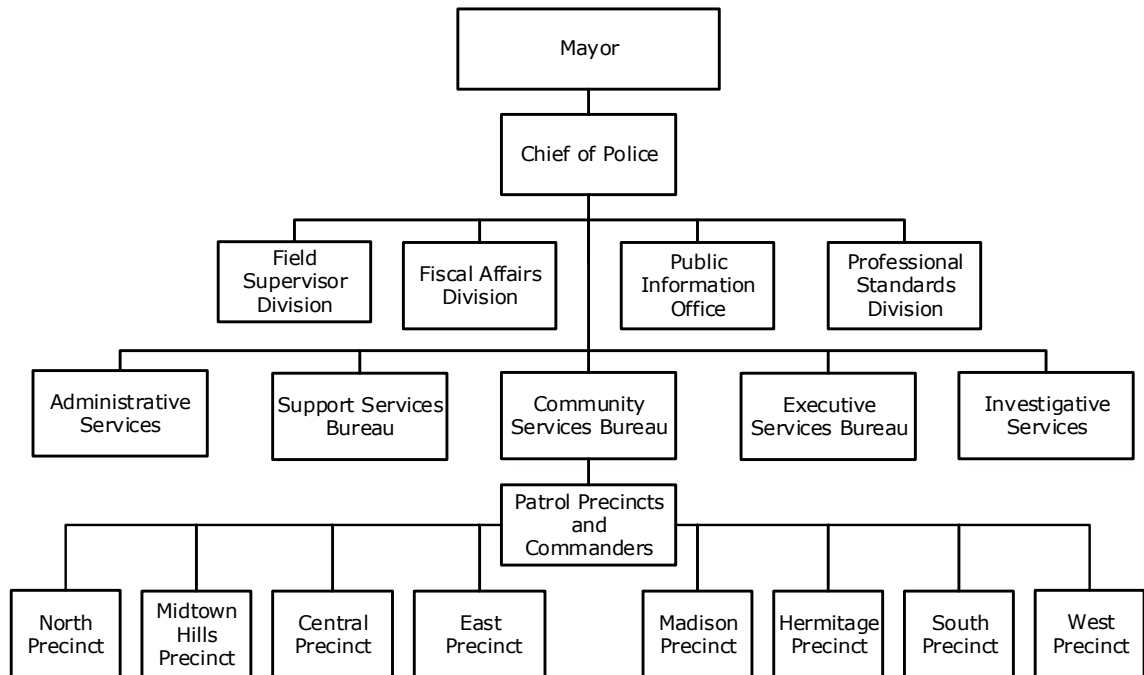 Mayor
Chief of Police
Field
Supervisor
Division
Fiscal Affairs
Division
Public
Information
Office
Professional
Standards
Division
Administrative
Services
Support Services
Bureau
Community
Services Bureau
Executive
Services Bureau
Investigative
Services
Patrol Precincts
and
Commanders
North
Precinct
Midtown
Hills
Precinct
Central
Precinct
East
Precinct
Madison
Precinct
Hermitage
Precinct
South
Precinct
West
Precinct